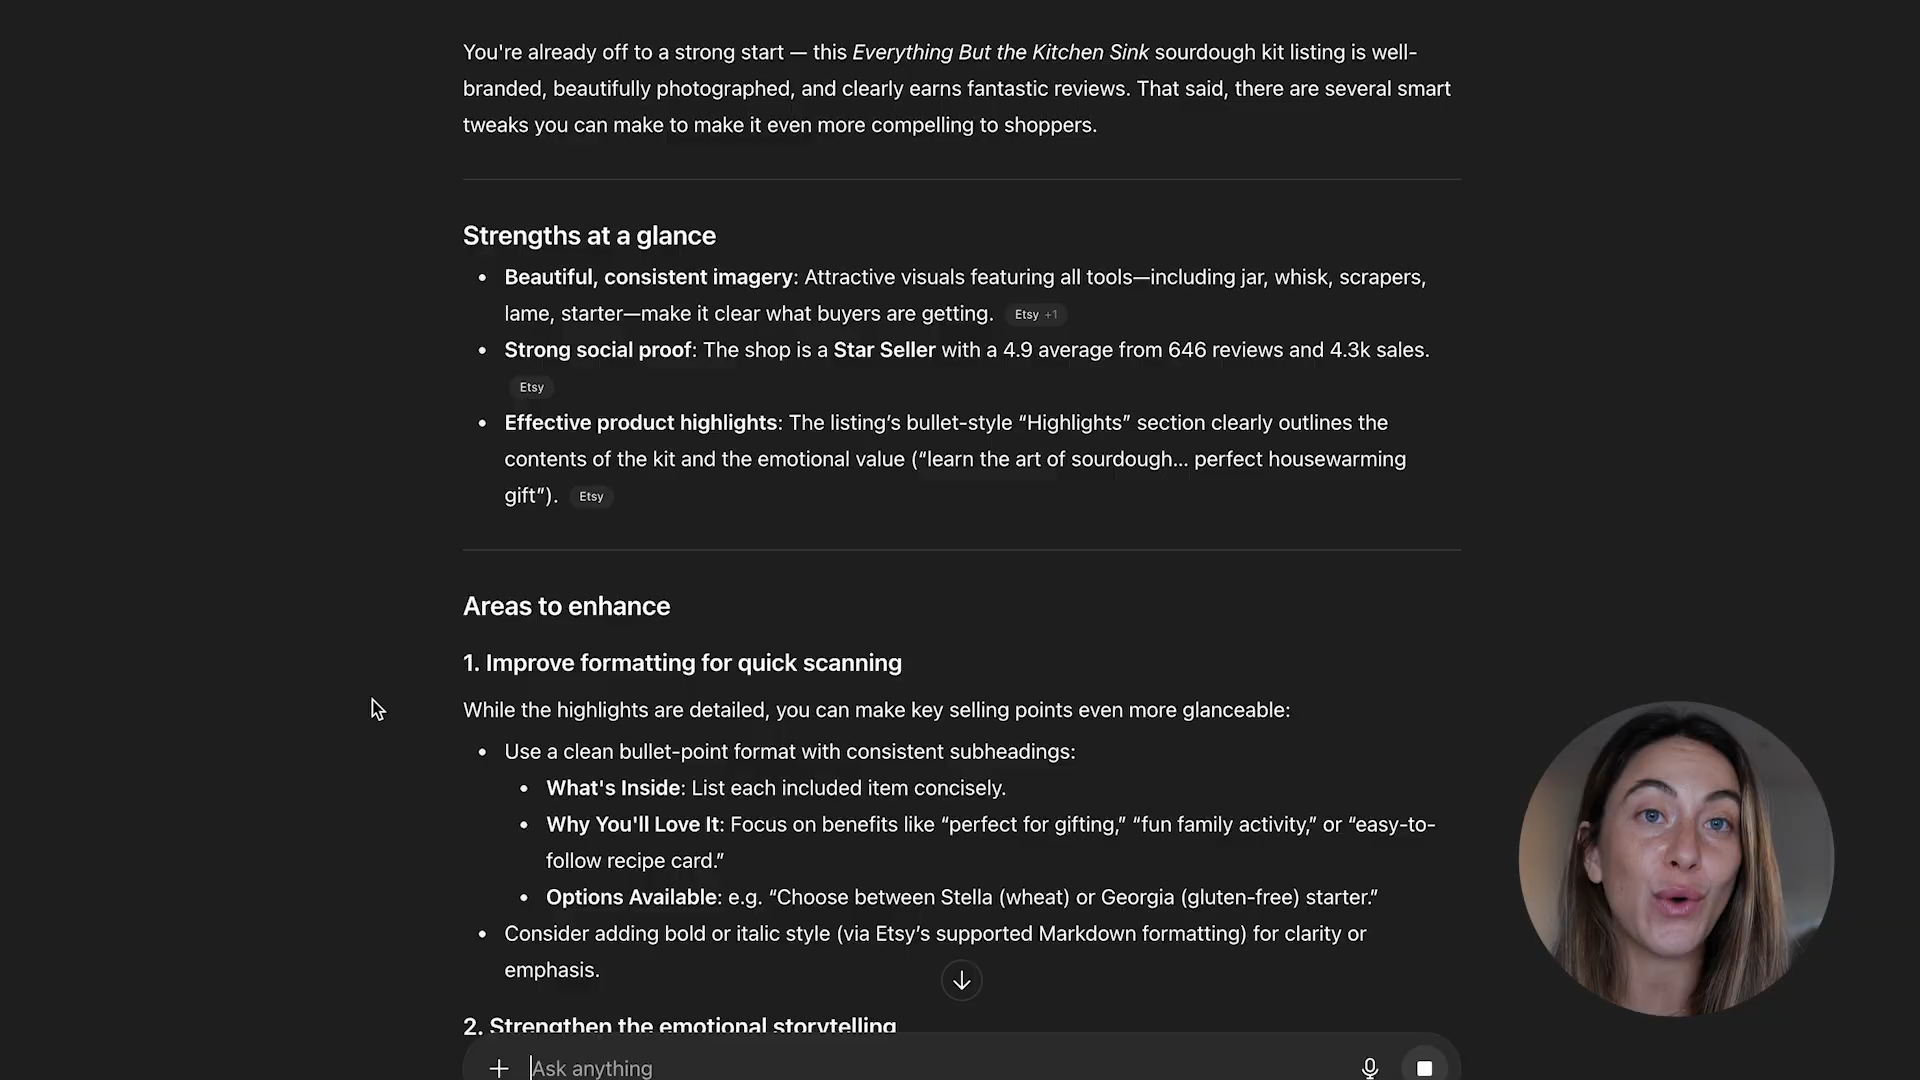 You're already off to a strong start — this Everything But the Kitchen Sink sourdough kit listing is well-
branded, beautifully photographed, and clearly earns fantastic reviews. That said, there are several smart
tweaks you can make to make it even more compelling to shoppers.
Strengths at a glance
• Beautiful, consistent imagery: Attractive visuals featuring all tools—including jar, whisk, scrapers,
lame, starter—make it clear what buyers are getting. Etsy +1
• Strong social proof: The shop is a Star Seller with a 4.9 average from 646 reviews and 4.3k sales.
Etsy
• Effective product highlights: The listing’s bullet-style “Highlights” section clearly outlines the
contents of the kit and the emotional value (“learn the art of sourdough… perfect housewarming
gift”). Etsy
Areas to enhance
1. Improve formatting for quick scanning
While the highlights are detailed, you can make key selling points even more glanceable:
• Use a clean bullet-point format with consistent subheadings:
• What's Inside: List each included item concisely.
• Why You'll Love It: Focus on benefits like “perfect for gifting,” “fun family activity,” or “easy-to-
follow recipe card.”
• Options Available: e.g. “Choose between Stella (wheat) or Georgia (gluten-free) starter.”
• Consider adding bold or italic style (via Etsy’s supported Markdown formatting) for clarity or
emphasis.
2. Strengthen the emotional storytelling
Ask anything